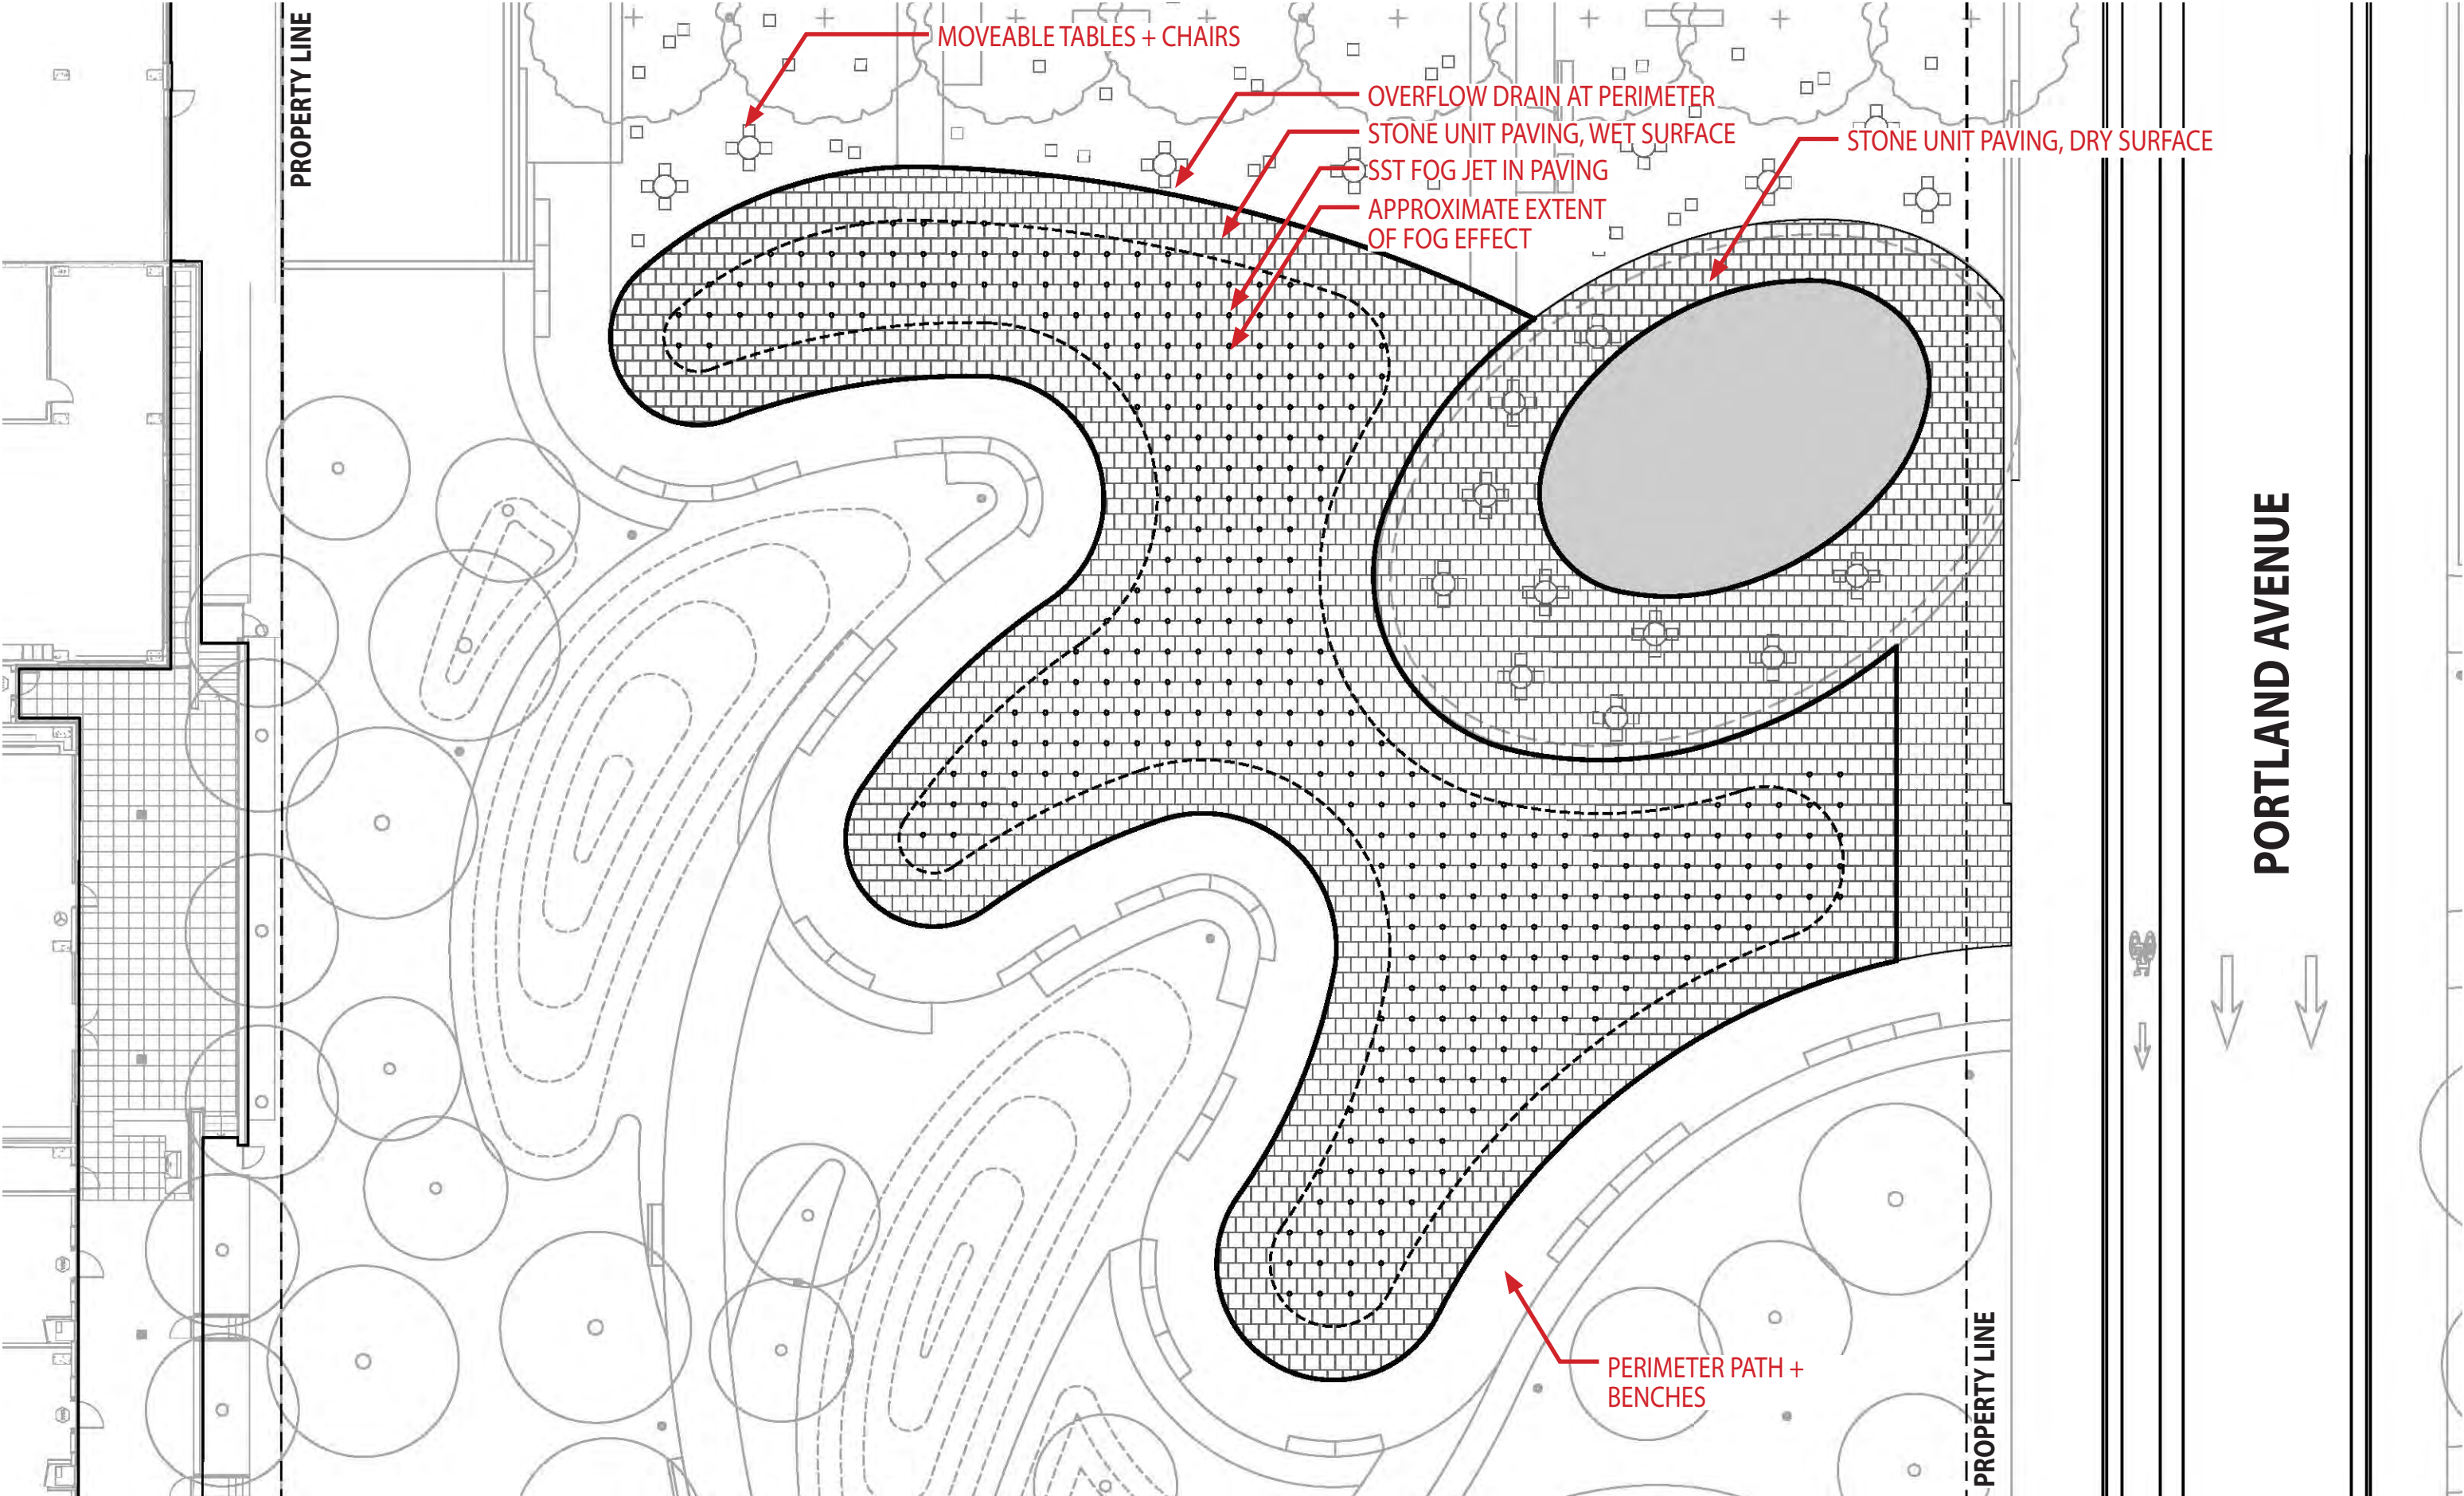 PROPERTY LINE
MOVEABLE TABLES + CHAIRS
OVERFLOW DRAIN AT PERIMETER
STONE UNIT PAVING, WET SURFACE
STONE UNIT PAVING, DRY SURFACE
SST FOG JET IN PAVING
APPROXIMATE EXTENT
OF FOG EFFECT
PORTLAND AVENUE
PERIMETER PATH +
BENCHES
PROPERTY LINE